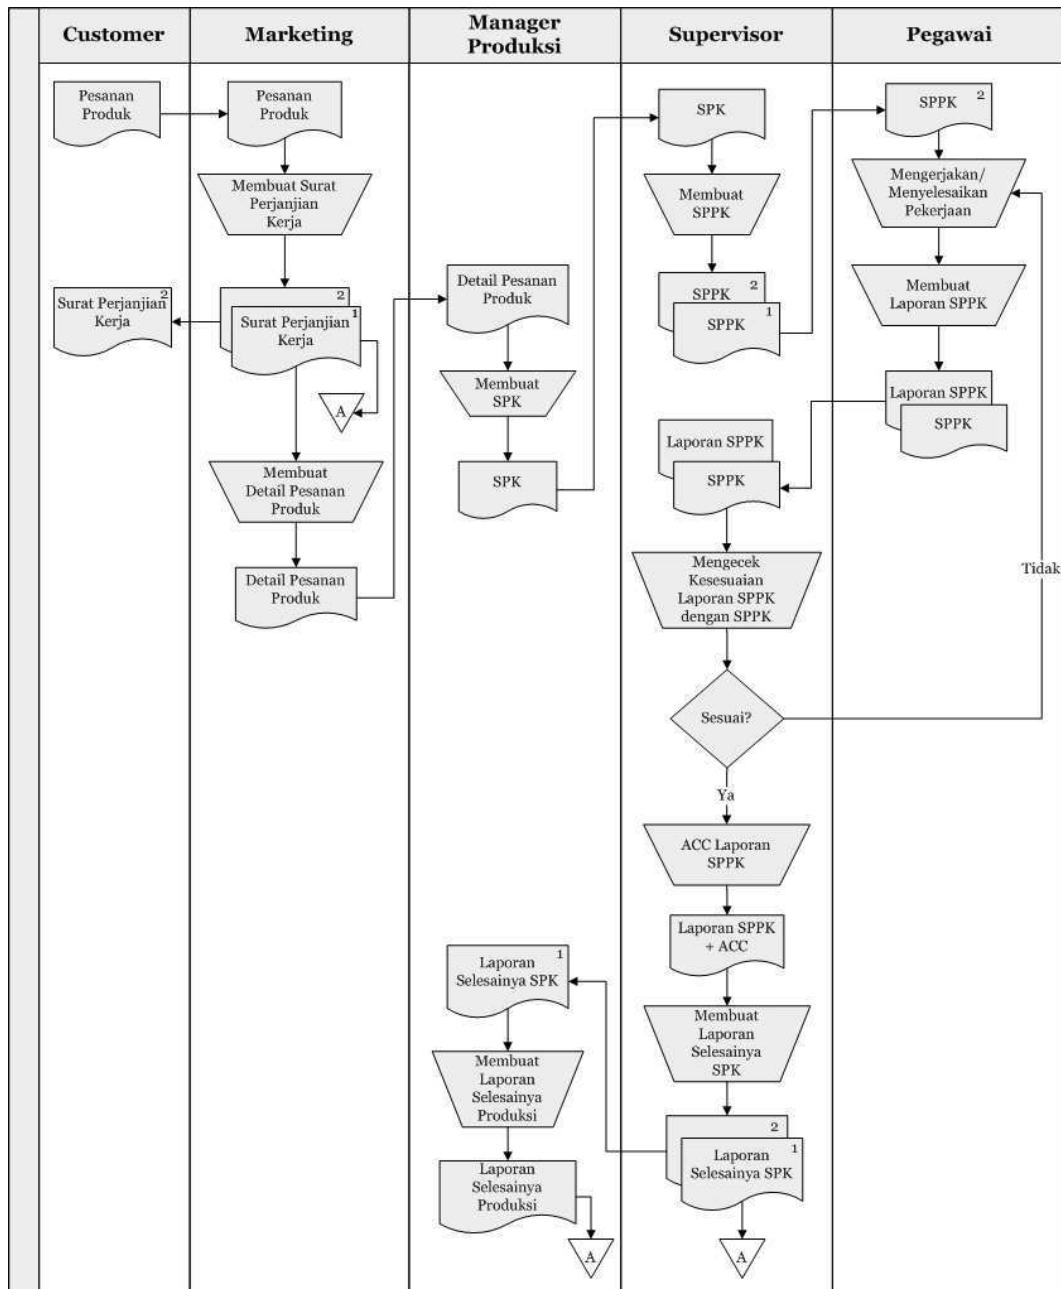 Customer
Marketing
Manager
Produksi
Supervisor
Pegawai
Pesanan
Produk
Pesanan
Produk
Membuat Surat
Perjanjian
Kerja
2
Surat Perjanjian
Kerja
2
1
Surat Perjanjian
Kerja
A
Membuat
Detail Pesanan
Produk
Detail Pesanan
Produk
Detail Pesanan
Produk
Membuat
SPK
SPK
SPK
Membuat
SPPK
2
SPPK
1
SPPK
2
SPPK
Mengerjakan/
Menyelesaikan
Pekerjaan
Membuat
Laporan SPPK
Laporan SPPK
SPPK
Laporan SPPK
SPPK
Mengecek
Kesesuaian
Laporan SPPK
dengan SPPK
Sesuai?
Tidak
Ya
ACC Laporan
SPPK
Laporan SPPK
+ ACC
Membuat
Laporan
Selesainya
SPK
2
1
Laporan
Selesainya SPK
A
1
Laporan
Selesainya SPK
Membuat
Laporan
Selesainya
Produksi
Laporan
Selesainya
Produksi
A